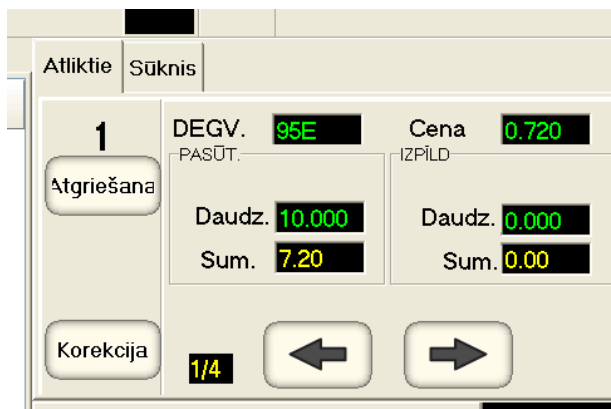 Atliktie Sūknis
1 DEGV. 95E Cena 0.720
PASŪT. IZPĪLD
Atgriešana
Daudz. 10.000 Daudz. 0.000
Sum. 7.20 Sum. 0.00
Korekcija
1/4